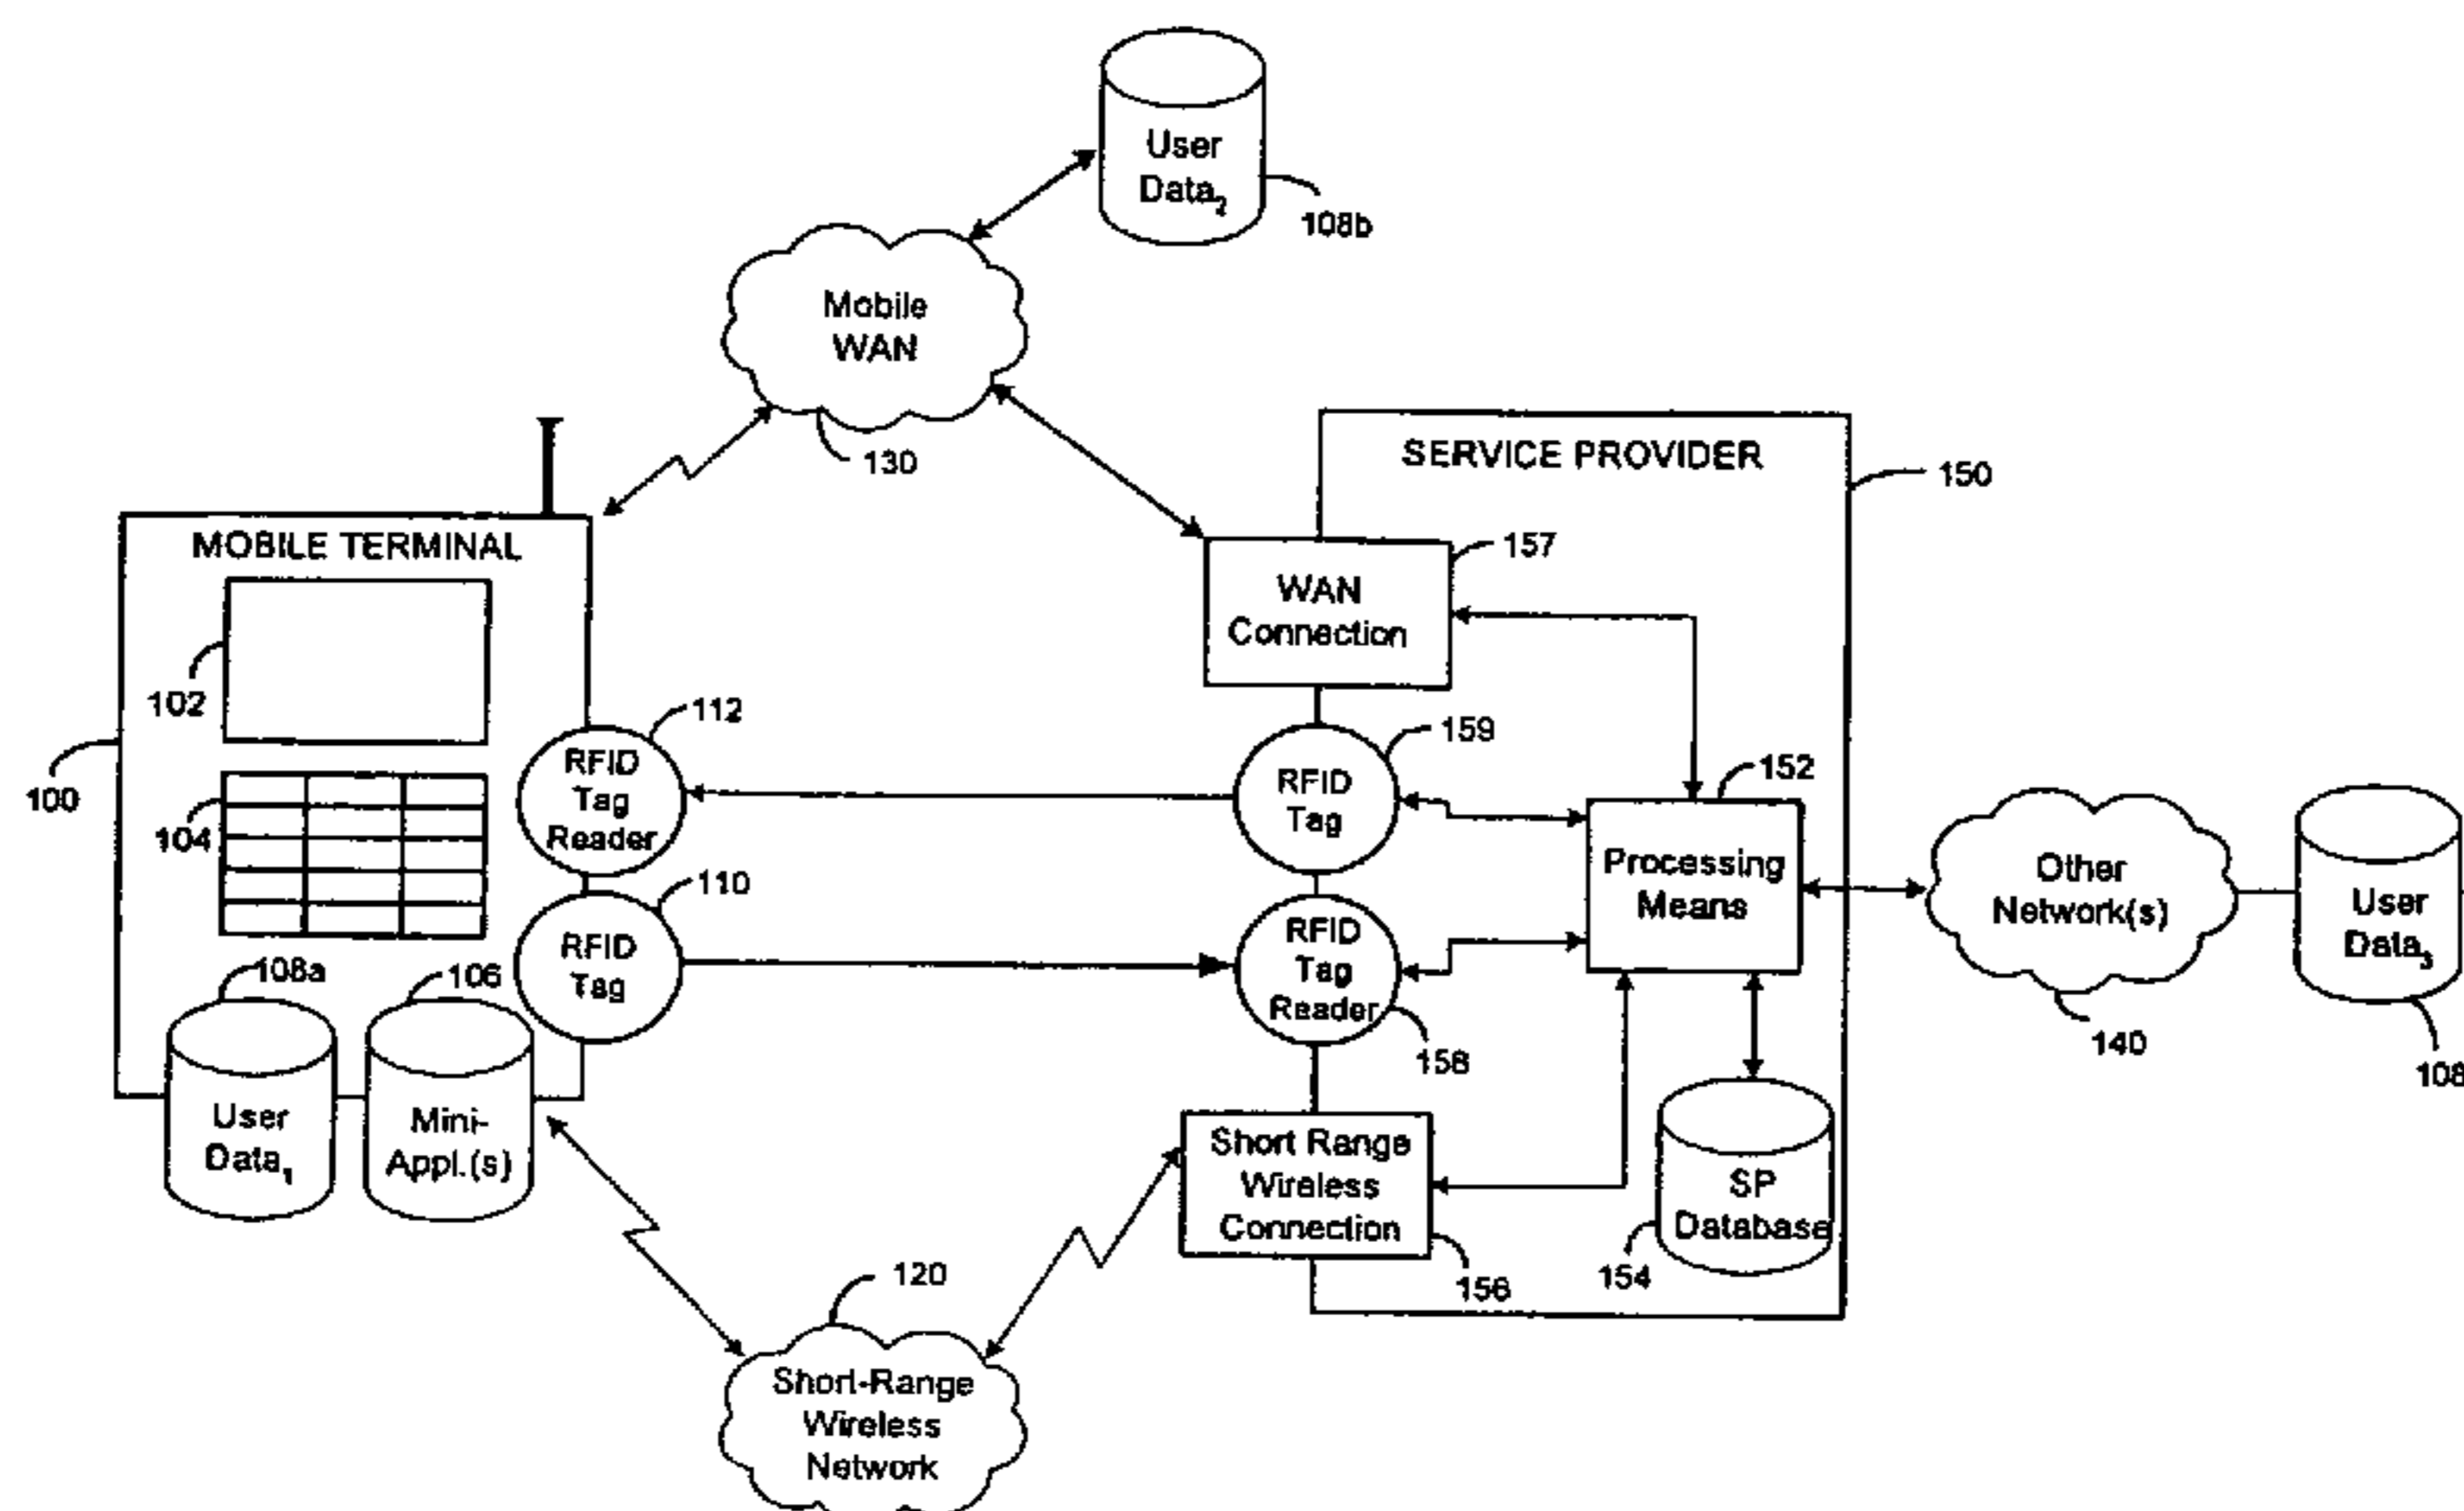 User
Data2
108b
Mobile
WAN
130
SERVICE PROVIDER
150
MOBILE TERMINAL
157
WAN
Connection
102
112
159
RFID
Tag
Reader
RFID
Tag
152
100
104
Processing
Means
Other
Network(s)
User
Data3
110
RFID
Tag
RFID
Tag
Reader
108a
106
158
140
108
User
Data1
Mini-
Appl.(s)
Short Range
Wireless
Connection
SP
Database
154
156
120
Short-Range
Wireless
Network